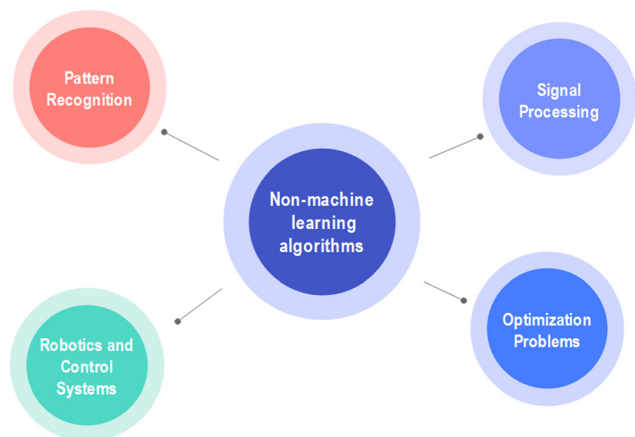 Pattern
Recognition
Signal
Processing
Non-machine
learning
algorithms
Robotics and
Control
Systems
Optimization
Problems